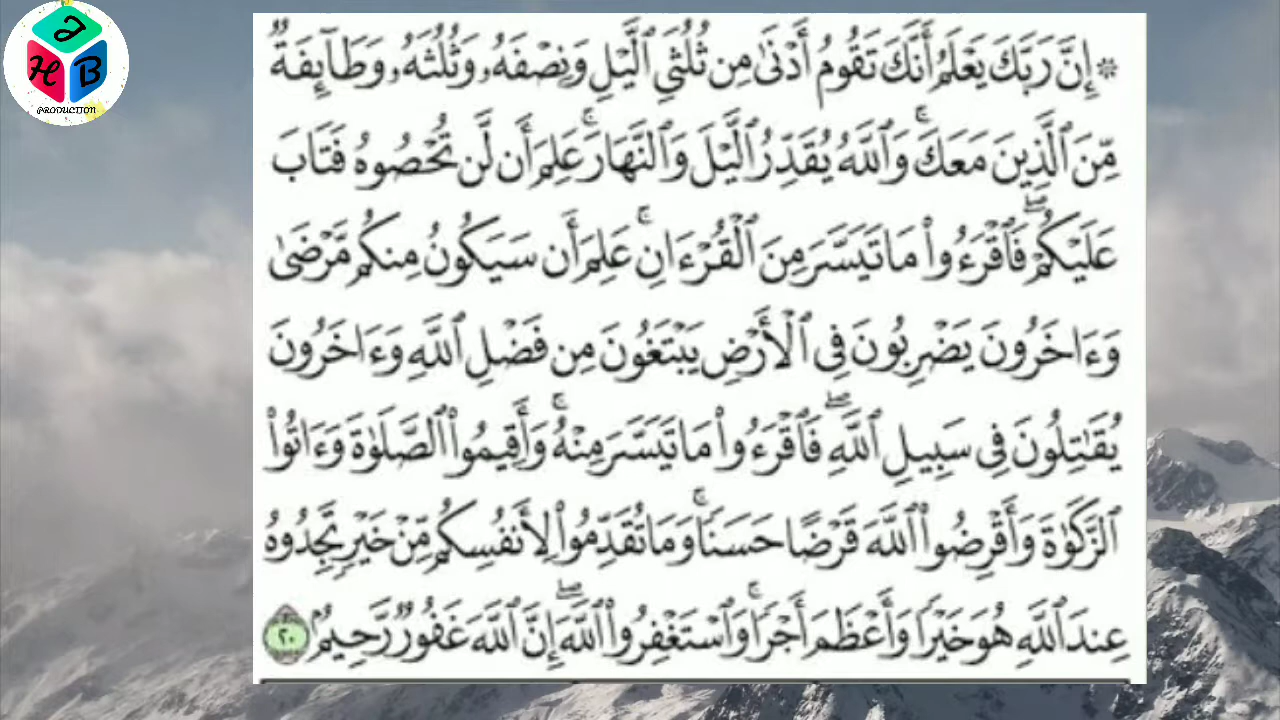 J
H B
PRODUCTION
۞ إِنَّ رَبَّكَ يَعْلَمُ أَنَّكَ تَقُومُ أَدْنَىٰ مِن ثُلُثَىِ ٱلَّيْلِ وَنِصْفَهُۥ وَثُلُثَهُۥ وَطَآئِفَةٌ
مِّنَ ٱلَّذِينَ مَعَكَ ۚ وَٱللَّهُ يُقَدِّرُ ٱلَّيْلَ وَٱلنَّهَارَ ۚ عَلِمَ أَن لَّن تُحْصُوهُ فَتَابَ
عَلَيْكُمْ ۖ فَٱقْرَءُوا۟ مَا تَيَسَّرَ مِنَ ٱلْقُرْءَانِ ۚ عَلِمَ أَن سَيَكُونُ مِنكُم مَّرْضَىٰ
وَءَاخَرُونَ يَضْرِبُونَ فِى ٱلْأَرْضِ يَبْتَغُونَ مِن فَضْلِ ٱللَّهِ وَءَاخَرُونَ
يُقَـٰتِلُونَ فِى سَبِيلِ ٱللَّهِ ۖ فَٱقْرَءُوا۟ مَا تَيَسَّرَ مِنْهُ ۚ وَأَقِيمُوا۟ ٱلصَّلَوٰةَ وَءَاتُوا۟
ٱلزَّكَوٰةَ وَأَقْرِضُوا۟ ٱللَّهَ قَرْضًا حَسَنًا ۚ وَمَا تُقَدِّمُوا۟ لِأَنفُسِكُم مِّنْ خَيْرٍ تَجِدُوهُ
عِندَ ٱللَّهِ هُوَ خَيْرًا وَأَعْظَمَ أَجْرًا ۚ وَٱسْتَغْفِرُوا۟ ٱللَّهَ ۖ إِنَّ ٱللَّهَ غَفُورٌ رَّحِيمٌۢ ٢٠